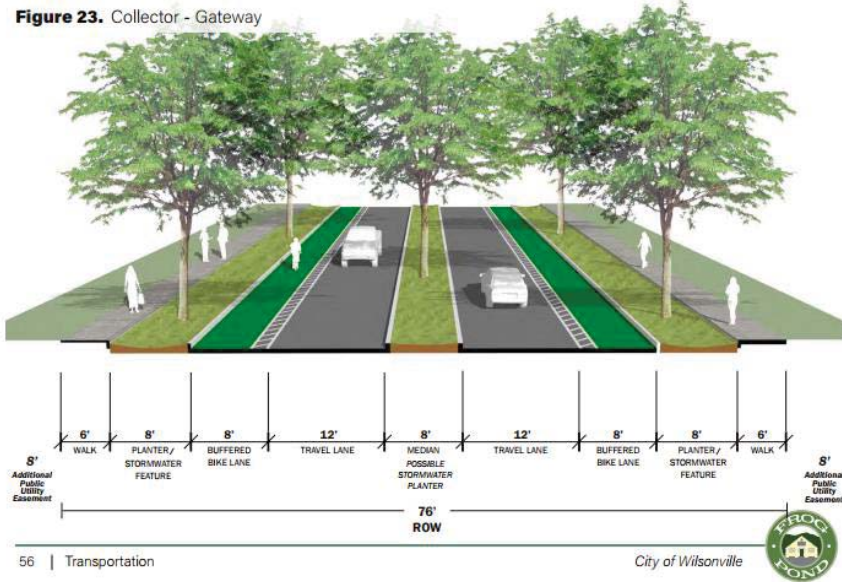 Figure 23. Collector - Gateway
6' 8' 8' 12' 8' 12' 8' 8' 6'
WALK PLANTER/ BUFFERED TRAVEL LANE MEDIAN TRAVEL LANE BUFFERED PLANTER/ WALK
STORMWATER BIKE LANE POSSIBLE BIKE LANE STORMWATER
FEATURE STORMWATER FEATURE
PLANTER
8'
Additional
Public
Utility
Easement
8'
Additional
Public
Utility
Easement
76'
ROW
56 | Transportation
City of Wilsonville
FROG
POND